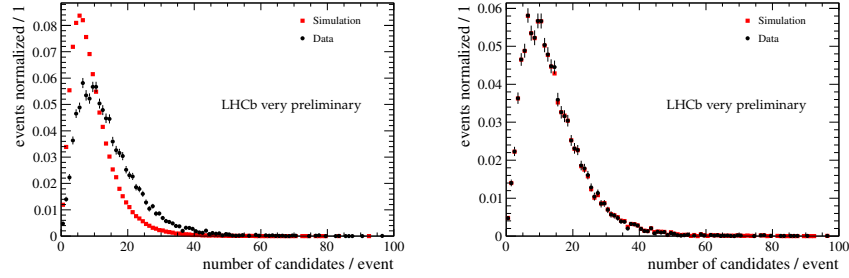 events normalized / 1
0.08
0.07
0.06
0.05
0.04
0.03
0.02
0.01
0
Simulation
Data
LHCb very preliminary
0 20 40 60 80 100
number of candidates / event
events normalized / 1
0.06
0.05
0.04
0.03
0.02
0.01
0
Simulation
Data
LHCb very preliminary
0 20 40 60 80 100
number of candidates / event